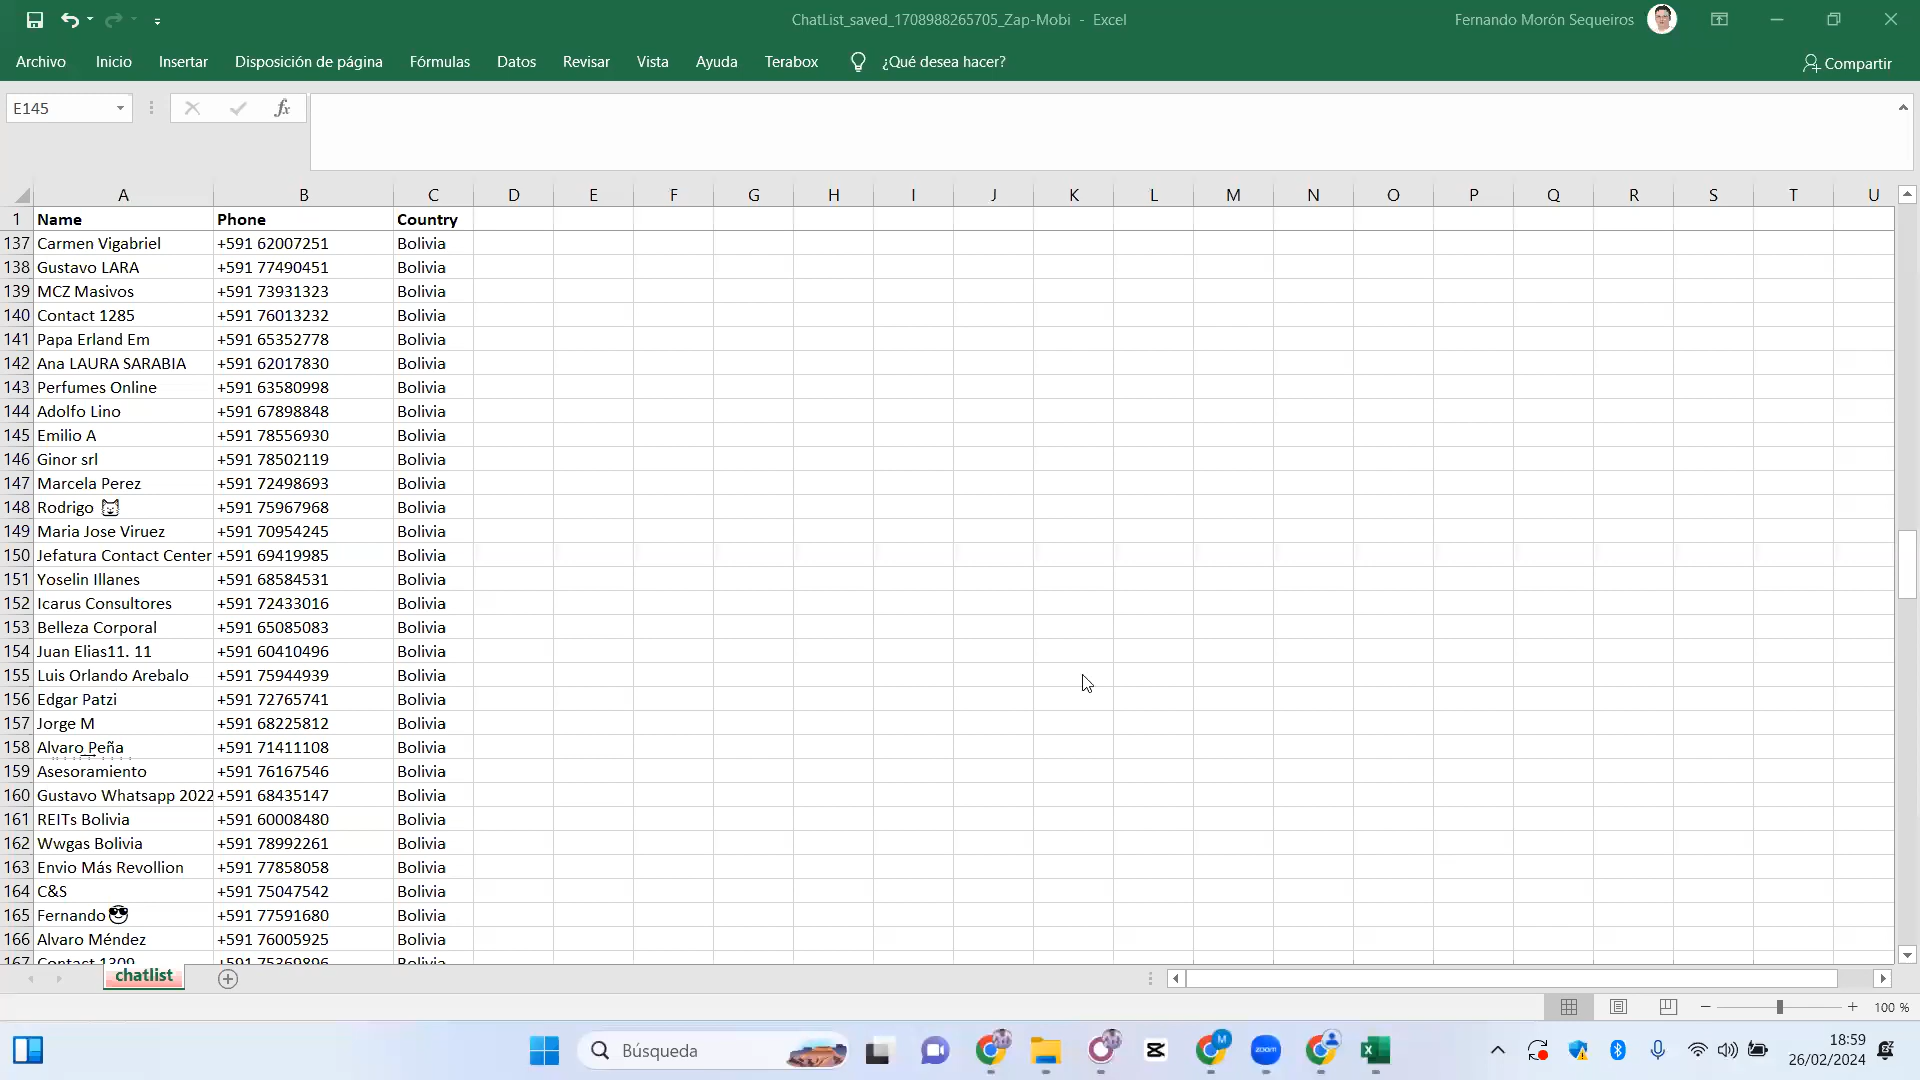 ChatList_saved_1708988265705_Zap-Mobi - Excel
Fernando Morón Sequeiros
Archivo Inicio Insertar Disposición de página Fórmulas Datos Revisar Vista Ayuda Terabox ¿Qué desea hacer? Compartir
E145 fx
A B C D E F G H I J K L M N O P Q R S T U
1 Name Phone Country
137 Carmen Vigabriel +591 62007251 Bolivia
138 Gustavo LARA +591 77490451 Bolivia
139 MCZ Masivos +591 73931323 Bolivia
140 Contact 1285 +591 76013232 Bolivia
141 Papa Erland Em +591 65352778 Bolivia
142 Ana LAURA SARABIA +591 62017830 Bolivia
143 Perfumes Online +591 63580998 Bolivia
144 Adolfo Lino +591 67898848 Bolivia
145 Emilio A +591 78556930 Bolivia
146 Ginor srl +591 78502119 Bolivia
147 Marcela Perez +591 72498693 Bolivia
148 Rodrigo 🐱 +591 75967968 Bolivia
149 Maria Jose Viruez +591 70954245 Bolivia
150 Jefatura Contact Center +591 69419985 Bolivia
151 Yoselin Illanes +591 68584531 Bolivia
152 Icarus Consultores +591 72433016 Bolivia
153 Belleza Corporal +591 65085083 Bolivia
154 Juan Elias11. 11 +591 60410496 Bolivia
155 Luis Orlando Arebalo +591 75944939 Bolivia
156 Edgar Patzi +591 72765741 Bolivia
157 Jorge M +591 68225812 Bolivia
158 Alvaro Peña +591 71411108 Bolivia
159 Asesoramiento +591 76167546 Bolivia
160 Gustavo Whatsapp 2022 +591 68435147 Bolivia
161 REITs Bolivia +591 60008480 Bolivia
162 Wwgas Bolivia +591 78992261 Bolivia
163 Envio Más Revollion +591 77858058 Bolivia
164 C&S +591 75047542 Bolivia
165 Fernando😎 +591 77591680 Bolivia
166 Alvaro Méndez +591 76005925 Bolivia
167 Contact 1309 +591 75369896 Bolivia
chatlist
100 %
Búsqueda
zoom
M
18:59
26/02/2024